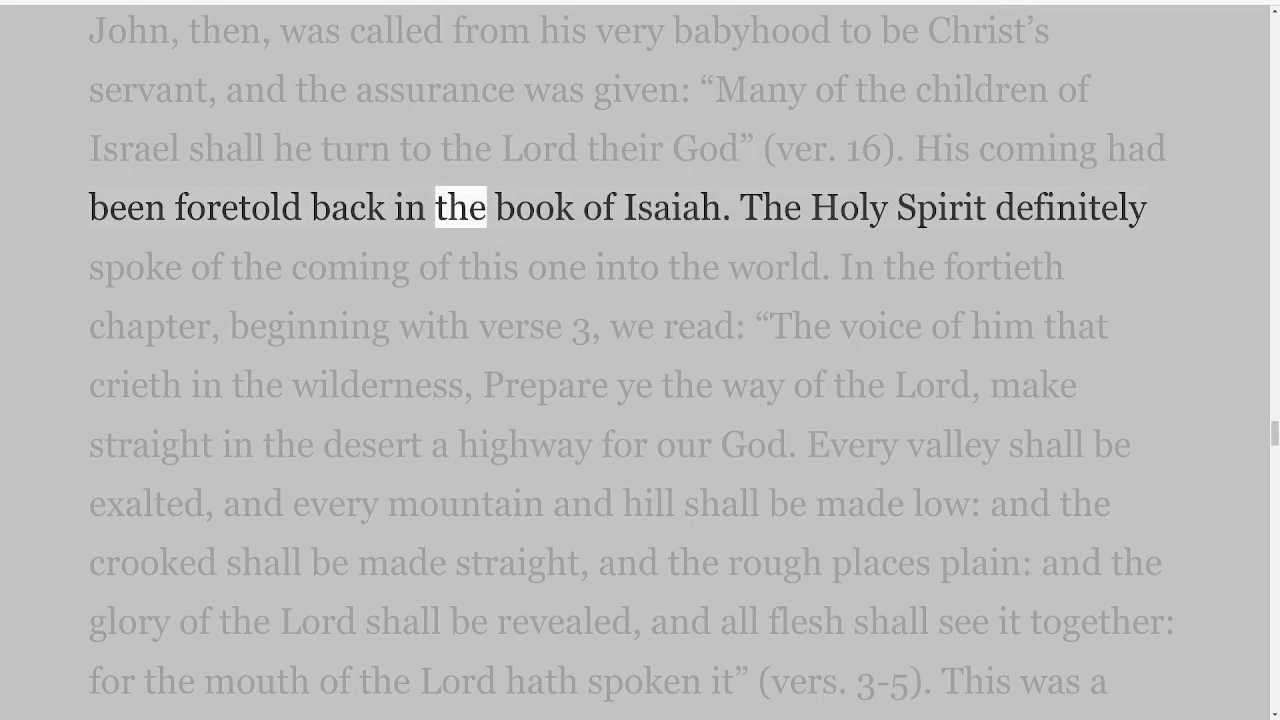 John, then, was called from his very babyhood to be Christ’s
servant, and the assurance was given: “Many of the children of
Israel shall he turn to the Lord their God” (ver. 16). His coming had
been foretold back in the book of Isaiah. The Holy Spirit definitely
spoke of the coming of this one into the world. In the fortieth
chapter, beginning with verse 3, we read: “The voice of him that
crieth in the wilderness, Prepare ye the way of the Lord, make
straight in the desert a highway for our God. Every valley shall be
exalted, and every mountain and hill shall be made low: and the
crooked shall be made straight, and the rough places plain: and the
glory of the Lord shall be revealed, and all flesh shall see it together:
for the mouth of the Lord hath spoken it” (vers. 3-5). This was a